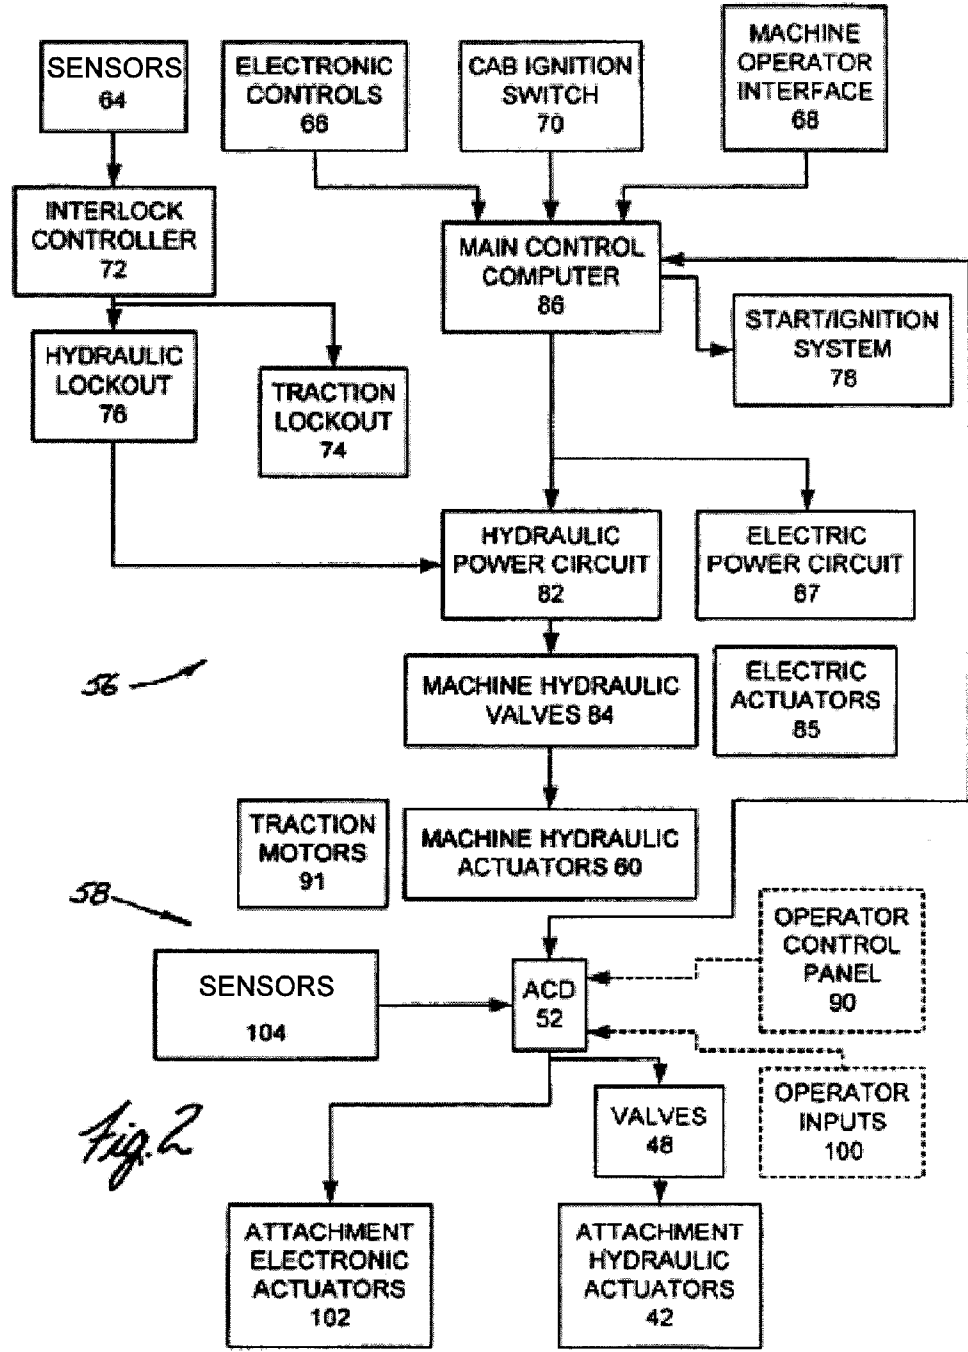 SENSORS
64
ELECTRONIC
CONTROLS
66
CAB IGNITION
SWITCH
70
MACHINE
OPERATOR
INTERFACE
68
INTERLOCK
CONTROLLER
72
MAIN CONTROL
COMPUTER
86
START/IGNITION
SYSTEM
78
HYDRAULIC
LOCKOUT
76
TRACTION
LOCKOUT
74
HYDRAULIC
POWER CIRCUIT
82
ELECTRIC
POWER CIRCUIT
87
56
MACHINE HYDRAULIC
VALVES 84
ELECTRIC
ACTUATORS
85
TRACTION
MOTORS
91
MACHINE HYDRAULIC
ACTUATORS 60
58
OPERATOR
CONTROL
PANEL
90
SENSORS
104
ACD
52
OPERATOR
INPUTS
100
VALVES
48
Fig. 2
ATTACHMENT
ELECTRONIC
ACTUATORS
102
ATTACHMENT
HYDRAULIC
ACTUATORS
42